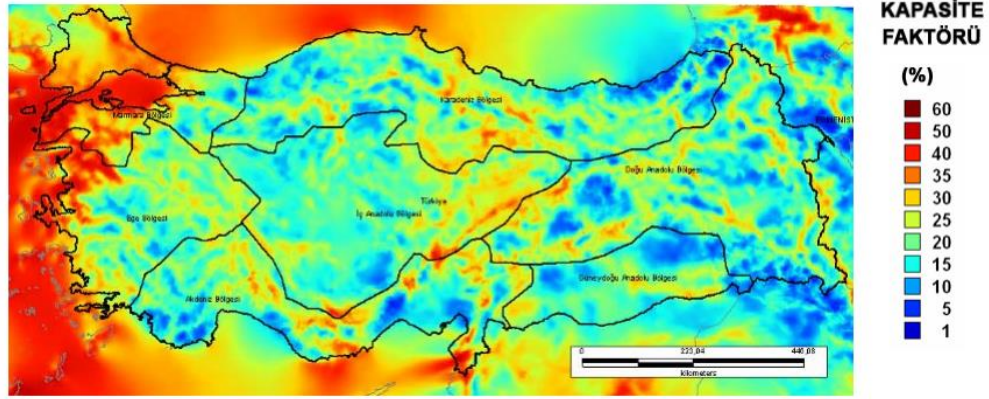 KAPASİTE
FAKTÖRÜ
(%)
60
50
40
35
30
25
20
15
10
5
1
Marmara Bölgesi
Karadeniz Bölgesi
Ege Bölgesi
Türkiye
İç Anadolu Bölgesi
Doğu Anadolu Bölgesi
Akdeniz Bölgesi
Güneydoğu Anadolu Bölgesi
0
223,04
446,08
kilometers